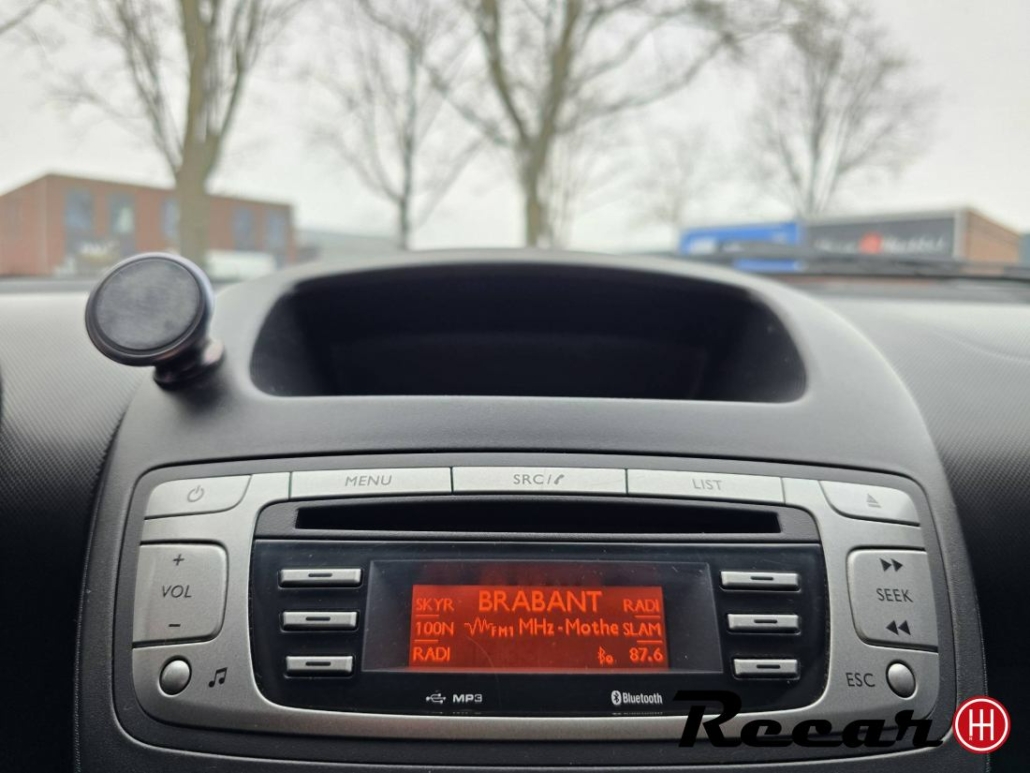 MENU
SRC/
LIST
+
VOL
−
SEEK
ESC
SKYR BRABANT RADI
100N FM1 MHz-Mothe SLAM
RADI 87.6
MP3
Bluetooth
Recar